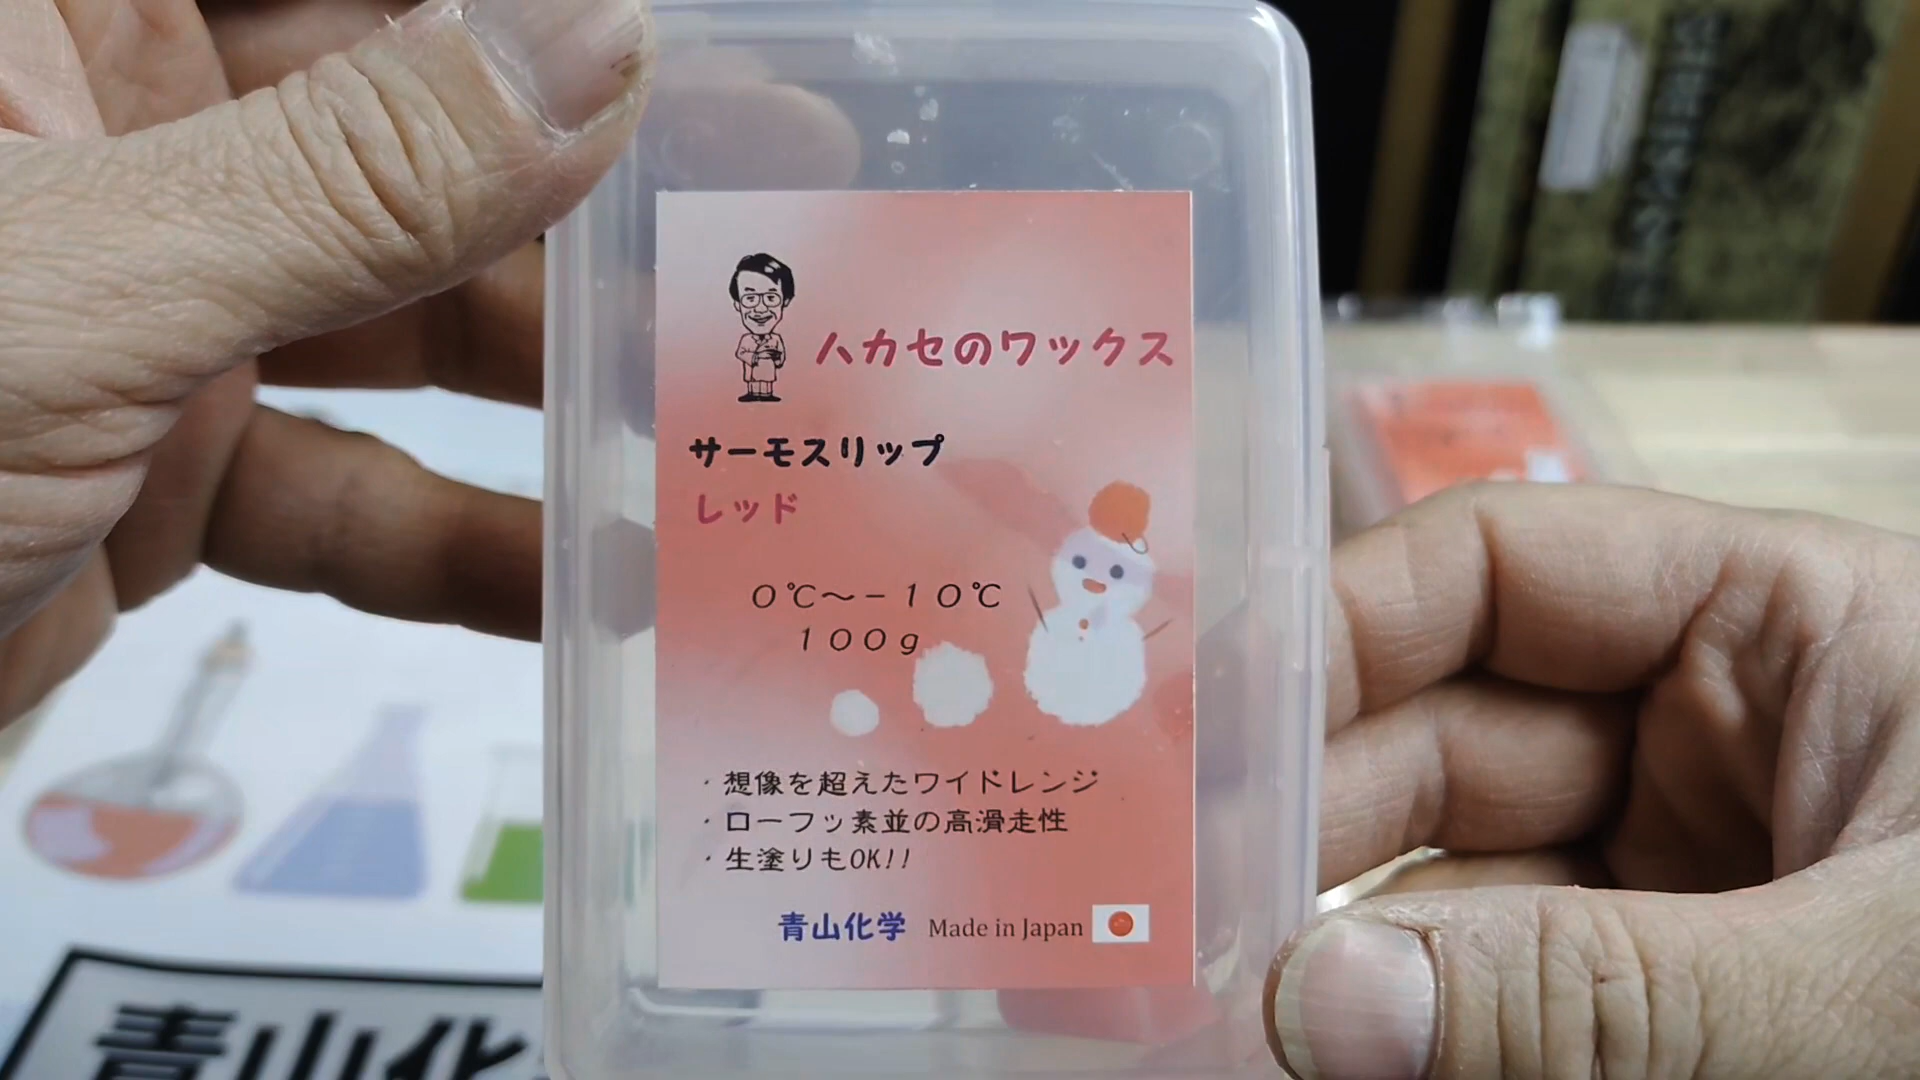 ハカセのワックス
サーモスリップ
レッド
0℃〜−10℃
100g
・想像を超えたワイドレンジ
・ローフッ素並の高滑走性
・生塗りもOK!!
青山化学 Made in Japan
青山化